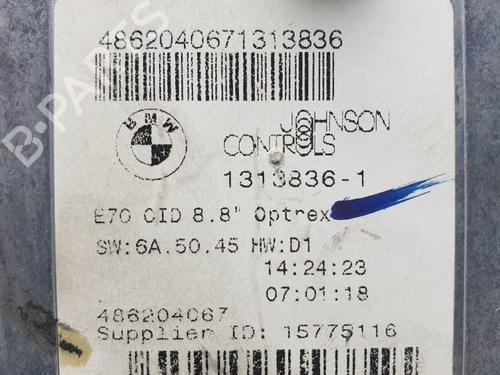 4862040671313836
BMW
JOHNSON
CONTROLS
1313836-1
E70 CID 8.8" Optrex
SW:6A.50.45 HW:D1
14:24:23
07:01:18
486204067
Supplier ID: 15775116
B-PARTS